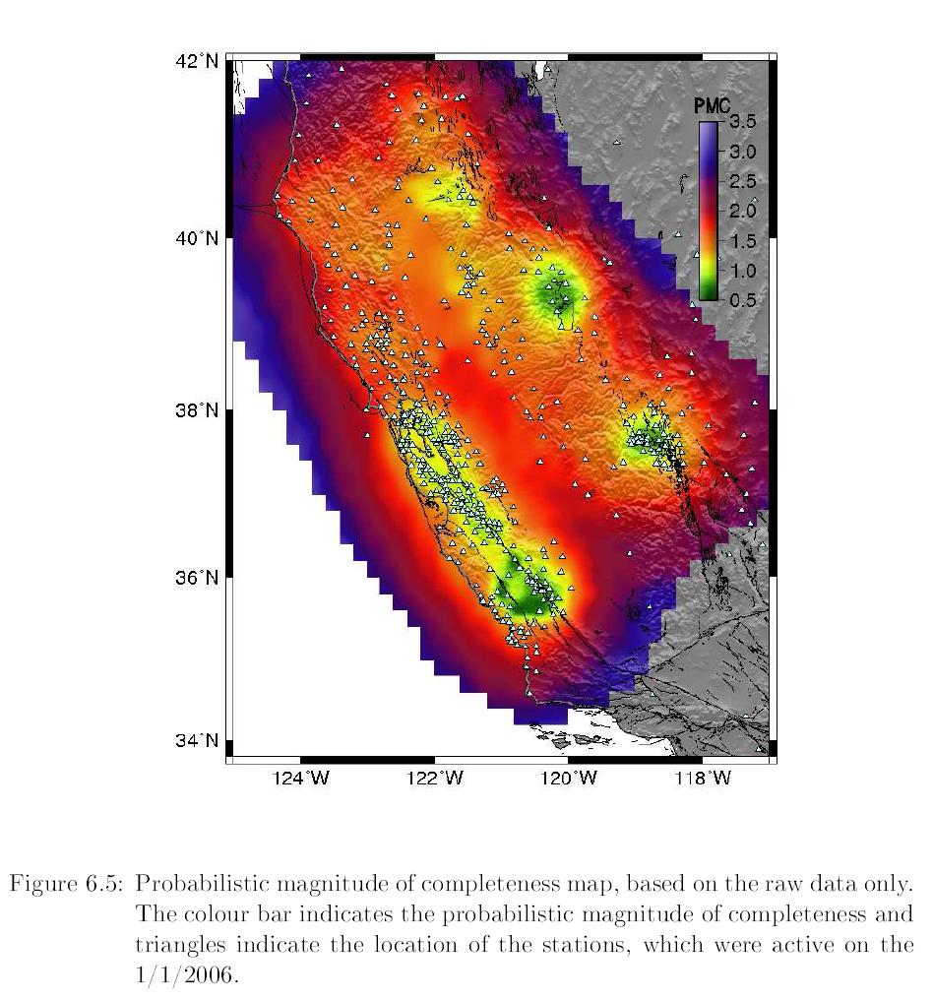 42°N
40°N
38°N
36°N
34°N
124°W
122°W
120°W
118°W
PMC
3.5
3.0
2.5
2.0
1.5
1.0
0.5
Figure 6.5: Probabilistic magnitude of completeness map, based on the raw data only.
The colour bar indicates the probabilistic magnitude of completeness and
triangles indicate the location of the stations, which were active on the
1/1/2006.